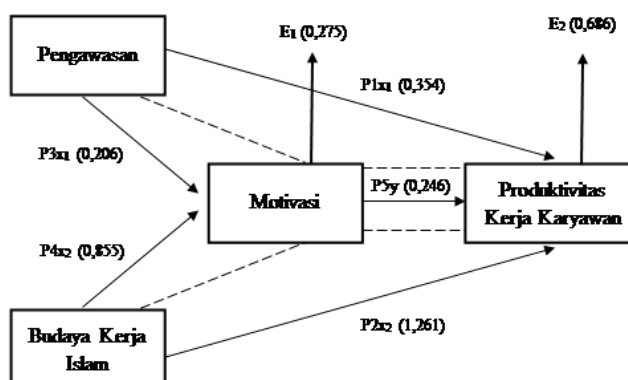 E₁ (0,275)
E₂ (0,686)
Pengawasan
P1x₁ (0,354)
P3x₁ (0,206)
Motivasi
P5y (0,246)
Produktivitas
Kerja Karyawan
P4x₂ (0,855)
P2x₂ (1,261)
Budaya Kerja
Islam